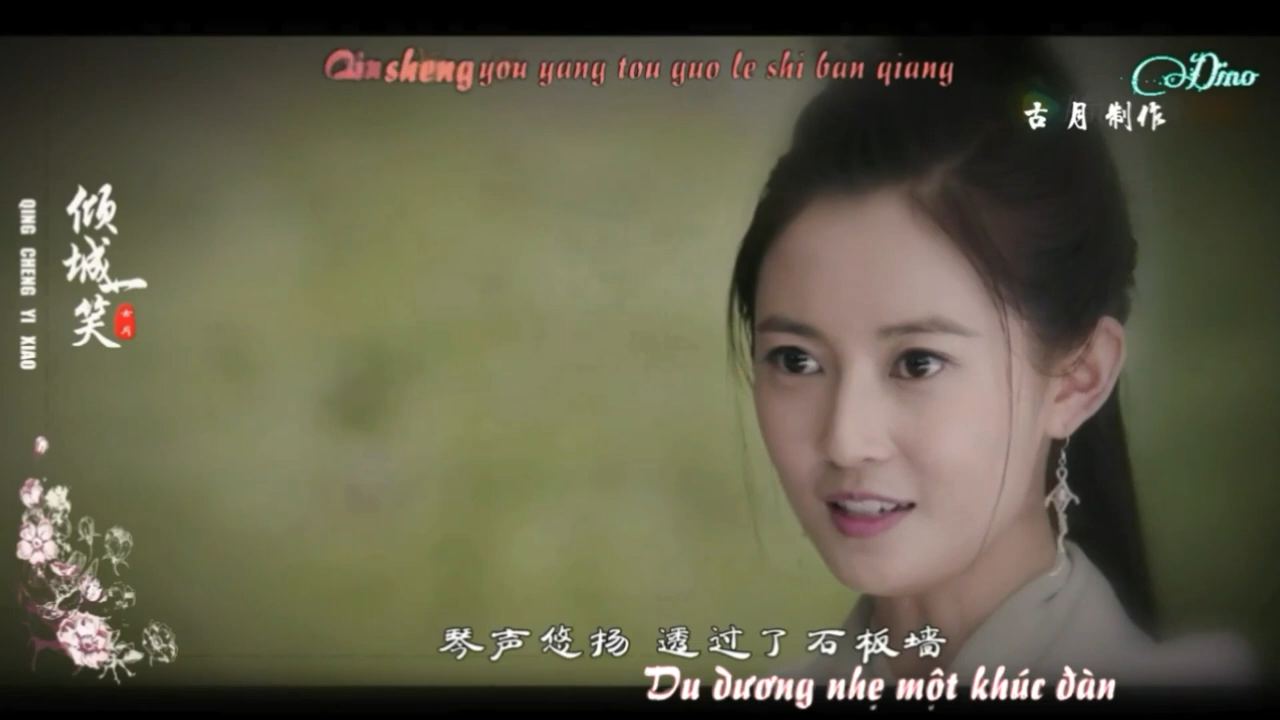 Qin sheng you yang tou guo le shi ban qiang
Dino
古月制作
倾城一笑
QING CHENG YI XIAO
古月
琴声悠扬 透过了石板墙
Du dương nhẹ một khúc đàn